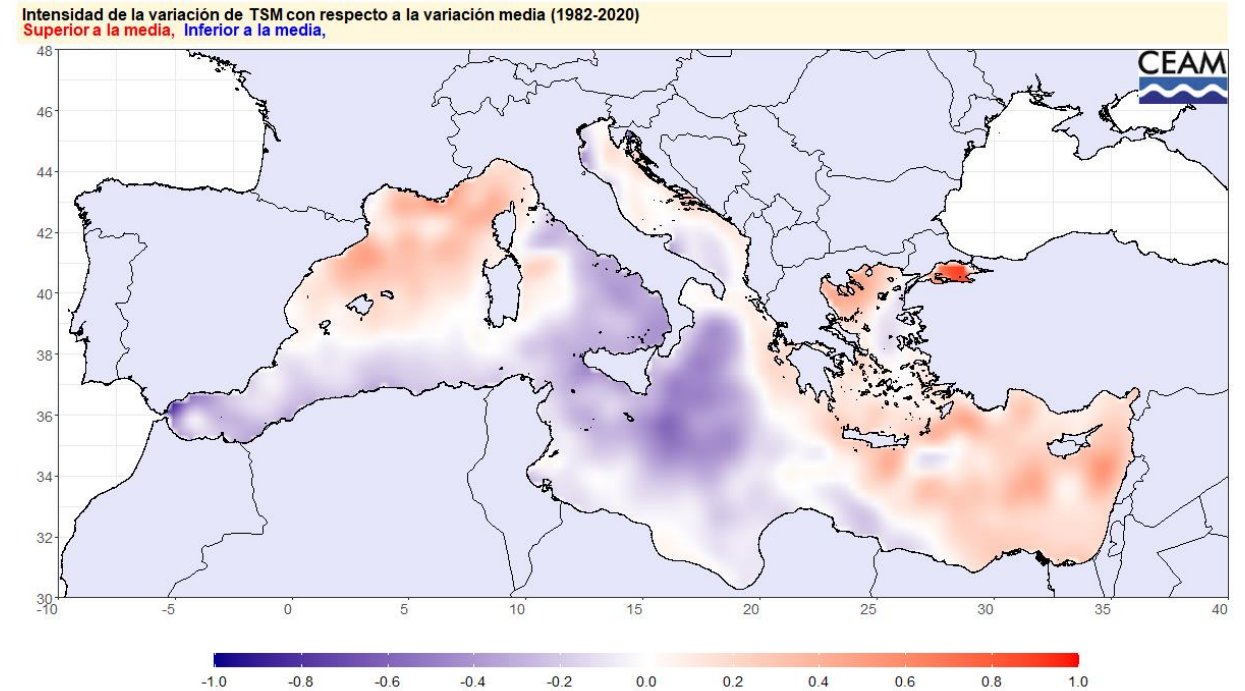 Intensidad de la variación de TSM con respecto a la variación media (1982-2020)
Superior a la media, Inferior a la media,
CEAM
48
46
44
42
40
38
36
34
32
30
-10 -5 0 5 10 15 20 25 30 35 40
-1.0 -0.8 -0.6 -0.4 -0.2 0.0 0.2 0.4 0.6 0.8 1.0